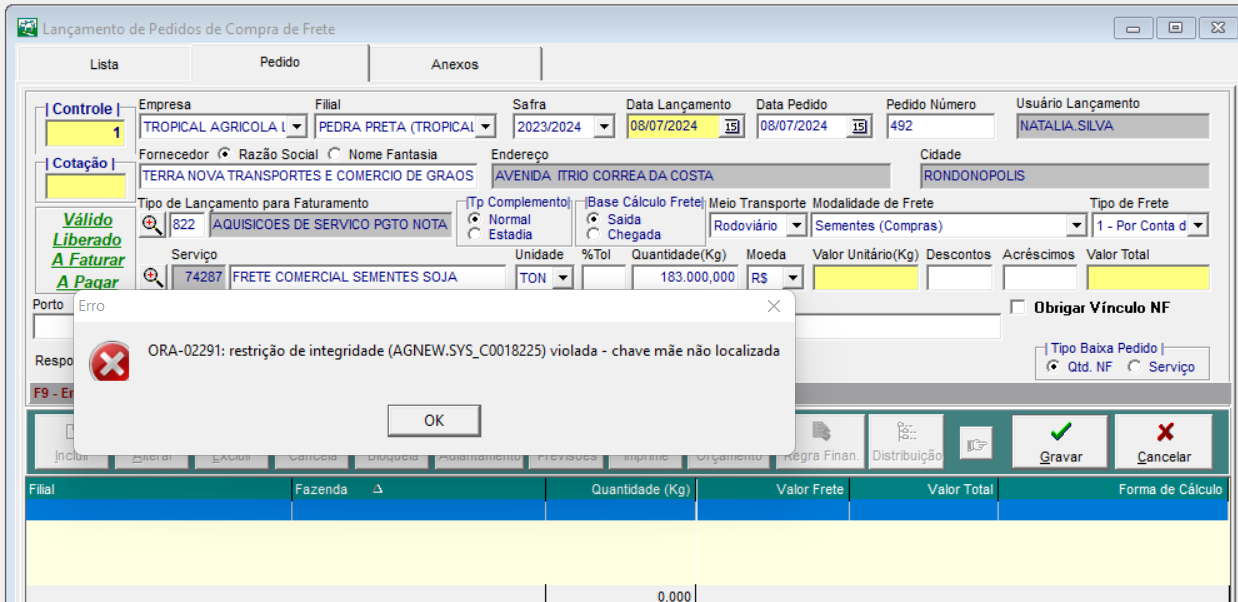 Lançamento de Pedidos de Compra de Frete
Lista Pedido Anexos
Controle Empresa Filial Safra Data Lançamento Data Pedido Pedido Número Usuário Lançamento
1 TROPICAL AGRICOLA L PEDRA PRETA (TROPICAL 2023/2024 08/07/2024 15 08/07/2024 15 492 NATALIA.SILVA
Cotação Fornecedor Razão Social Nome Fantasia Endereço Cidade
TERRA NOVA TRANSPORTES E COMERCIO DE GRAOS AVENIDA ITRIO CORREA DA COSTA RONDONOPOLIS
Tipo de Lançamento para Faturamento Tp Complemento Base Cálculo Frete Meio Transporte Modalidade de Frete Tipo de Frete
Válido 822 AQUISICOES DE SERVICO PGTO NOTA Normal Saida Rodoviário Sementes (Compras) 1 - Por Conta d
Liberado Estadia Chegada
A Faturar Serviço Unidade %Tol Quantidade(Kg) Moeda Valor Unitário(Kg) Descontos Acréscimos Valor Total
A Pagar 74287 FRETE COMERCIAL SEMENTES SOJA TON 183.000,000 R$
Porto Erro Obrigar Vínculo NF
ORA-02291: restrição de integridade (AGNEW.SYS_C0018225) violada - chave mãe não localizada
Respo Tipo Baixa Pedido
Qtd. NF Serviço
F9 - En
OK
Incluir Alterar Excluir Cancela Bloqueia Adiantamento Previsões Imprime Orçamento Regra Finan. Distribuição Gravar Cancelar
Filial Fazenda Quantidade (Kg) Valor Frete Valor Total Forma de Cálculo
0.000